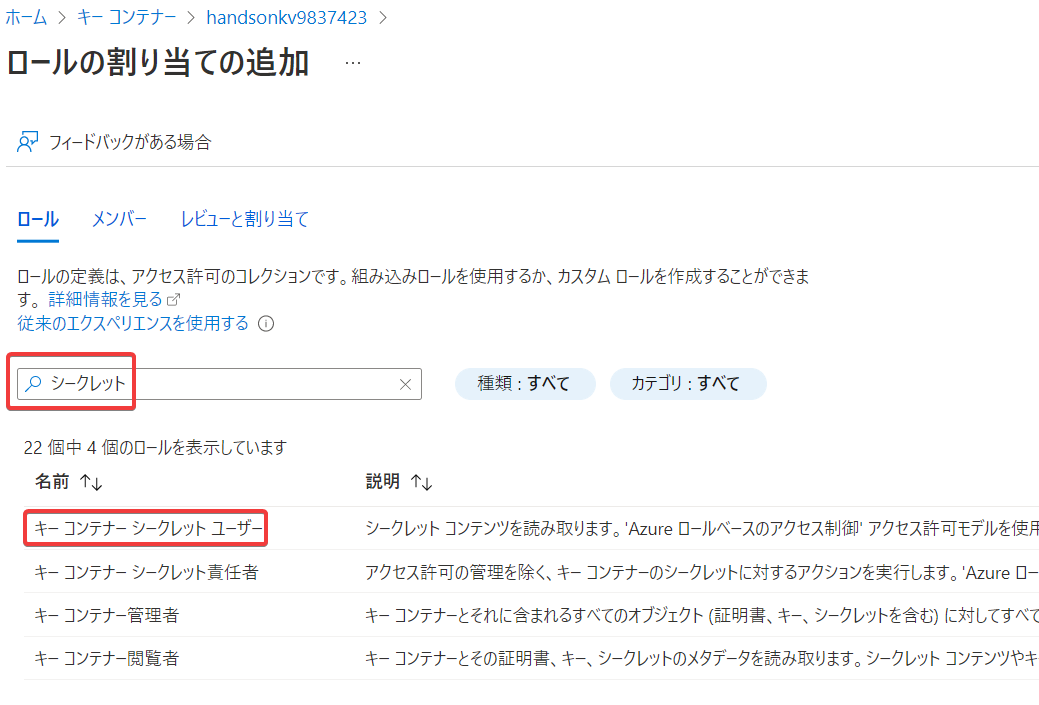 ホーム > キー コンテナー > handsonkv9837423 >
ロールの割り当ての追加 …
フィードバックがある場合
ロール メンバー レビューと割り当て
ロールの定義は、アクセス許可のコレクションです。組み込みロールを使用するか、カスタム ロールを作成することができま
す。 詳細情報を見る
従来のエクスペリエンスを使用する
シークレット 種類 : すべて カテゴリ : すべて
22 個中 4 個のロールを表示しています
名前 ↑↓ 説明 ↑↓
キー コンテナー シークレット ユーザー シークレット コンテンツを読み取ります。'Azure ロールベースのアクセス制御' アクセス許可モデルを使用
キー コンテナー シークレット責任者 アクセス許可の管理を除く、キー コンテナーのシークレットに対するアクションを実行します。'Azure ロー
キー コンテナー管理者 キー コンテナーとそれに含まれるすべてのオブジェクト (証明書、キー、シークレットを含む) に対してすべて
キー コンテナー閲覧者 キー コンテナーとその証明書、キー、シークレットのメタデータを読み取ります。シークレット コンテンツやキ